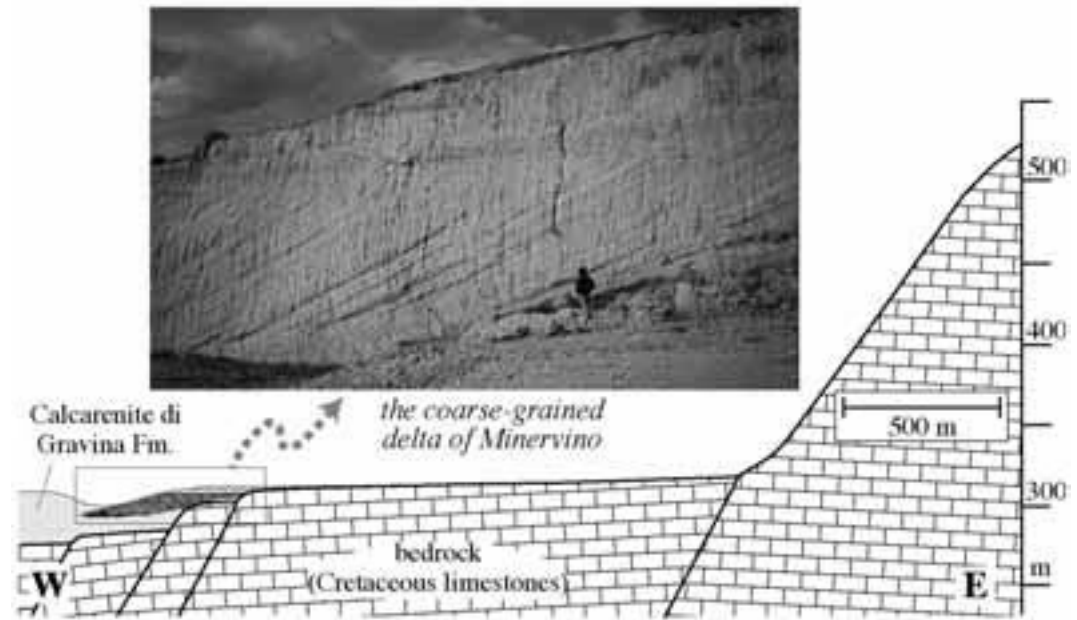 Calcarenite di
Gravina Fm.
the coarse-grained
delta of Minervino
500
400
500 m
300
bedrock
(Cretaceous limestones)
m
W
E